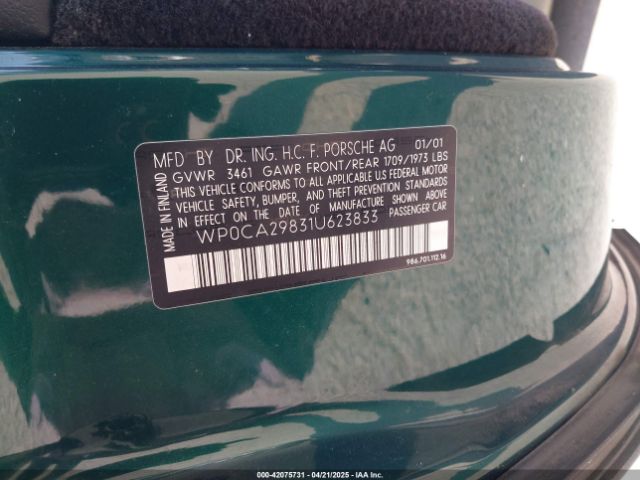 MFD BY DR. ING. H.C. F. PORSCHE AG 01/01
GVWR 3461 GAWR FRONT/REAR 1709/1973 LBS
THIS VEHICLE CONFORMS TO ALL APPLICABLE US FEDERAL MOTOR
VEHICLE SAFETY, BUMPER, AND THEFT PREVENTION STANDARDS
IN EFFECT ON THE DATE OF MANUFACTURE SHOWN ABOVE.
WP0CA29831U623833 PASSENGER CAR
MADE IN FINLAND
986.701.112.16
000-42075731 - 04/21/2025 - IAAI.com